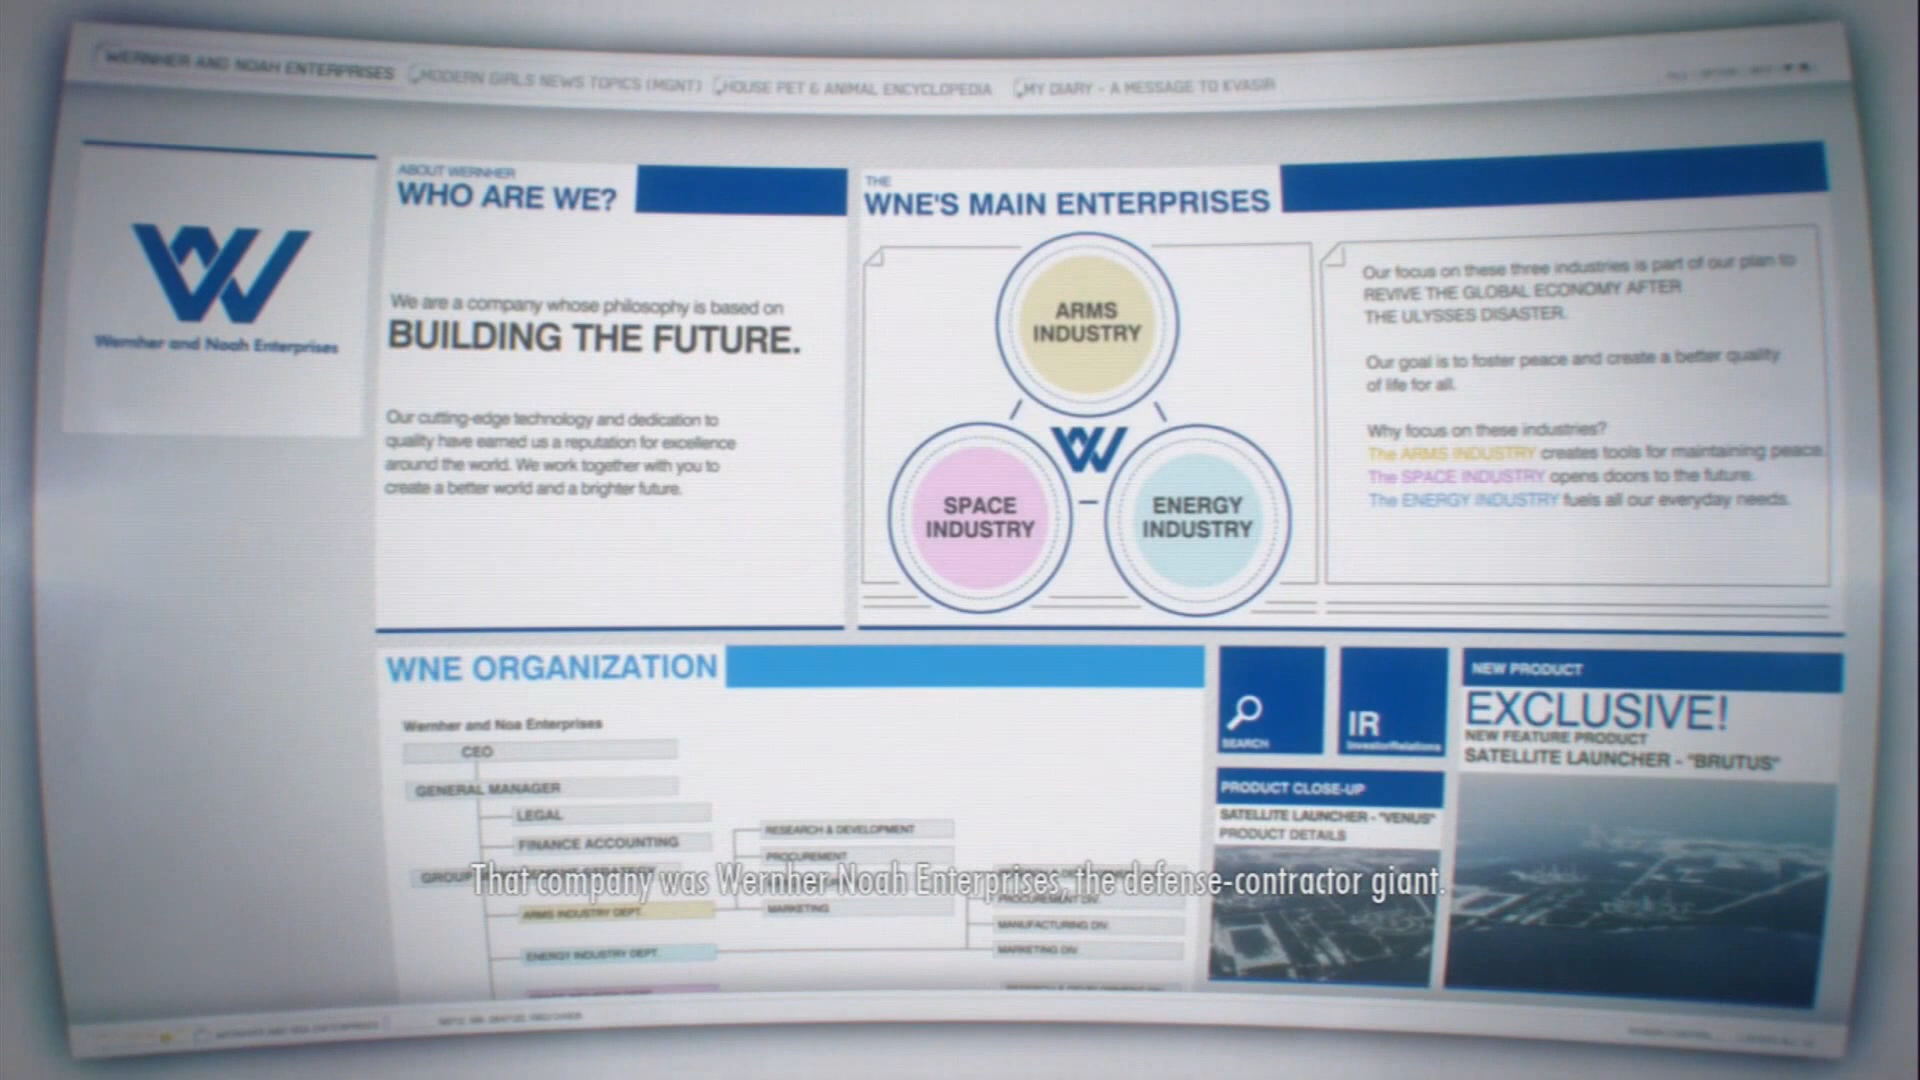 WERNHER AND NOAH ENTERPRISES
MODERN GIRLS NEWS TOPICS (MGNT)
HOUSE PET & ANIMAL ENCYCLOPEDIA
MY DIARY - A MESSAGE TO KVASIR
Wernher and Noah Enterprises
ABOUT WERNHER
WHO ARE WE?
We are a company whose philosophy is based on
BUILDING THE FUTURE.
Our cutting-edge technology and dedication to
quality have earned us a reputation for excellence
around the world. We work together with you to
create a better world and a brighter future.
THE
WNE'S MAIN ENTERPRISES
ARMS
INDUSTRY
SPACE
INDUSTRY
ENERGY
INDUSTRY
Our focus on these three industries is part of our plan to
REVIVE THE GLOBAL ECONOMY AFTER
THE ULYSSES DISASTER.
Our goal is to foster peace and create a better quality
of life for all.
Why focus on these industries?
The ARMS INDUSTRY creates tools for maintaining peace.
The SPACE INDUSTRY opens doors to the future.
The ENERGY INDUSTRY fuels all our everyday needs.
WNE ORGANIZATION
Wernher and Noa Enterprises
CEO
GENERAL MANAGER
LEGAL
FINANCE ACCOUNTING
GROUP
ARMS INDUSTRY DEPT.
ENERGY INDUSTRY DEPT.
RESEARCH & DEVELOPMENT
PROCUREMENT
MARKETING
PROCUREMENT DIV.
MANUFACTURING DIV.
MARKETING DIV.
SEARCH
IR
InvestorRelations
PRODUCT CLOSE-UP
SATELLITE LAUNCHER - "VENUS"
PRODUCT DETAILS
NEW PRODUCT
EXCLUSIVE!
NEW FEATURE PRODUCT
SATELLITE LAUNCHER - "BRUTUS"
That company was Wernher Noah Enterprises, the defense-contractor giant.